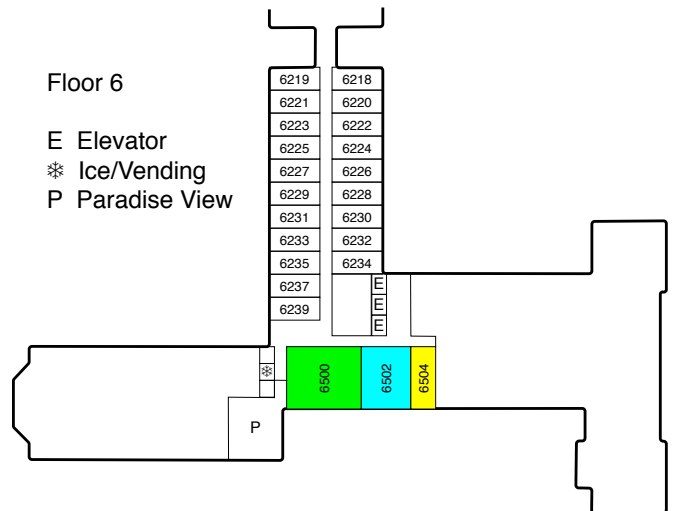 Floor 6
E Elevator
❄ Ice/Vending
P Paradise View
6219 6218
6221 6220
6223 6222
6225 6224
6227 6226
6229 6228
6231 6230
6233 6232
6235 6234
6237 E
6239 E
E
❄ 6500 6502 6504
P